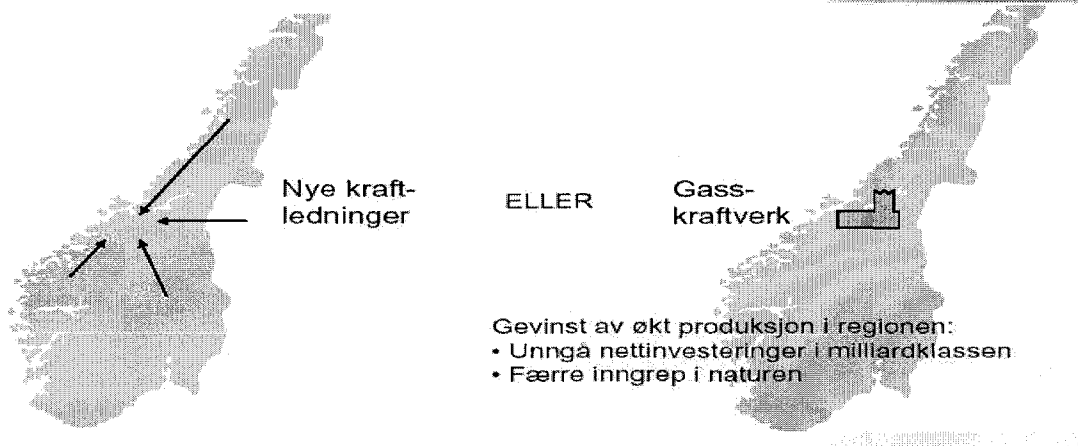 Nye kraft-
ledninger
ELLER
Gass-
kraftverk
Gevinst av økt produksjon i regionen:
• Unngå nettinvesteringer i milliardklassen
• Færre inngrep i naturen